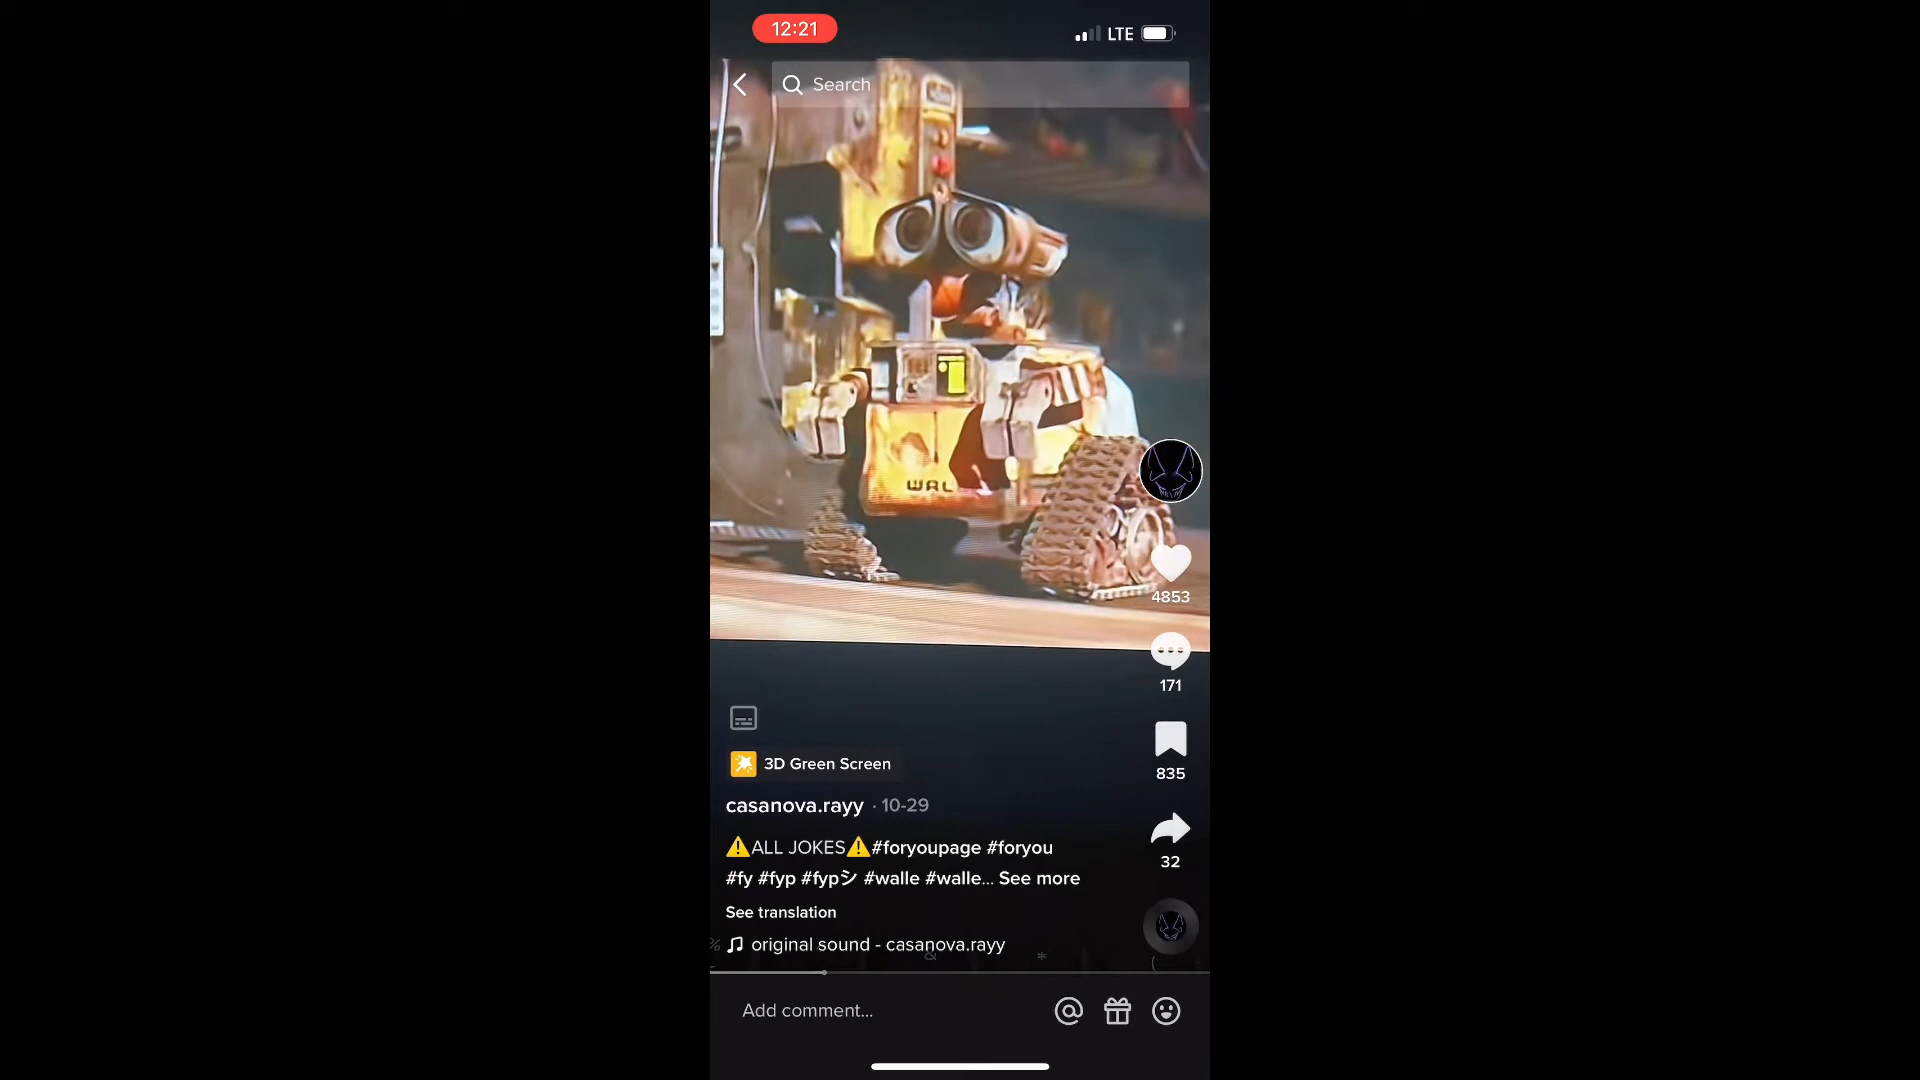 12:21
LTE
Search
WAL
4853
171
835
3D Green Screen
casanova.rayy · 10-29
⚠️ALL JOKES⚠️#foryoupage #foryou
#fy #fyp #fypシ #walle #walle... See more
32
See translation
original sound - casanova.rayy
% & * (
Add comment...